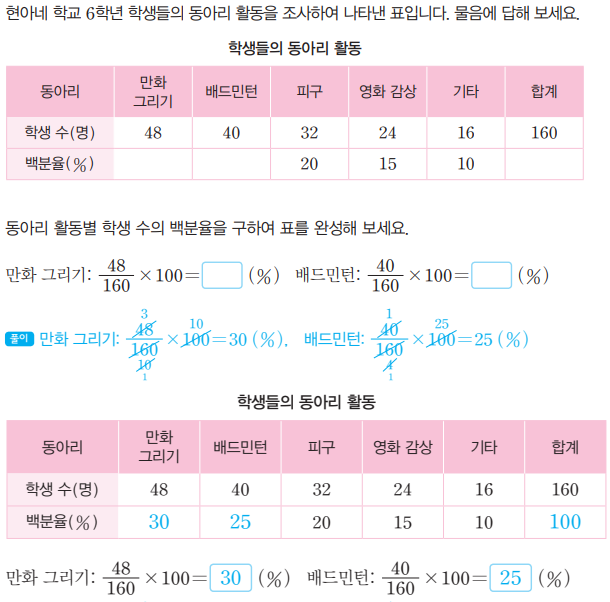 현아네 학교 6학년 학생들의 동아리 활동을 조사하여 나타낸 표입니다. 물음에 답해 보세요.
학생들의 동아리 활동
동아리 만화 그리기 배드민턴 피구 영화 감상 기타 합계
학생 수(명) 48 40 32 24 16 160
백분율(%) 20 15 10
동아리 활동별 학생 수의 백분율을 구하여 표를 완성해 보세요.
만화 그리기: 48/160 ×100= (%) 배드민턴: 40/160 ×100= (%)
풀이 만화 그리기: 48/160 ×100=30 (%), 배드민턴: 40/160 ×100=25 (%)
3 10 10 1 1 25 4 1
학생들의 동아리 활동
동아리 만화 그리기 배드민턴 피구 영화 감상 기타 합계
학생 수(명) 48 40 32 24 16 160
백분율(%) 30 25 20 15 10 100
만화 그리기: 48/160 ×100= 30 (%) 배드민턴: 40/160 ×100= 25 (%)